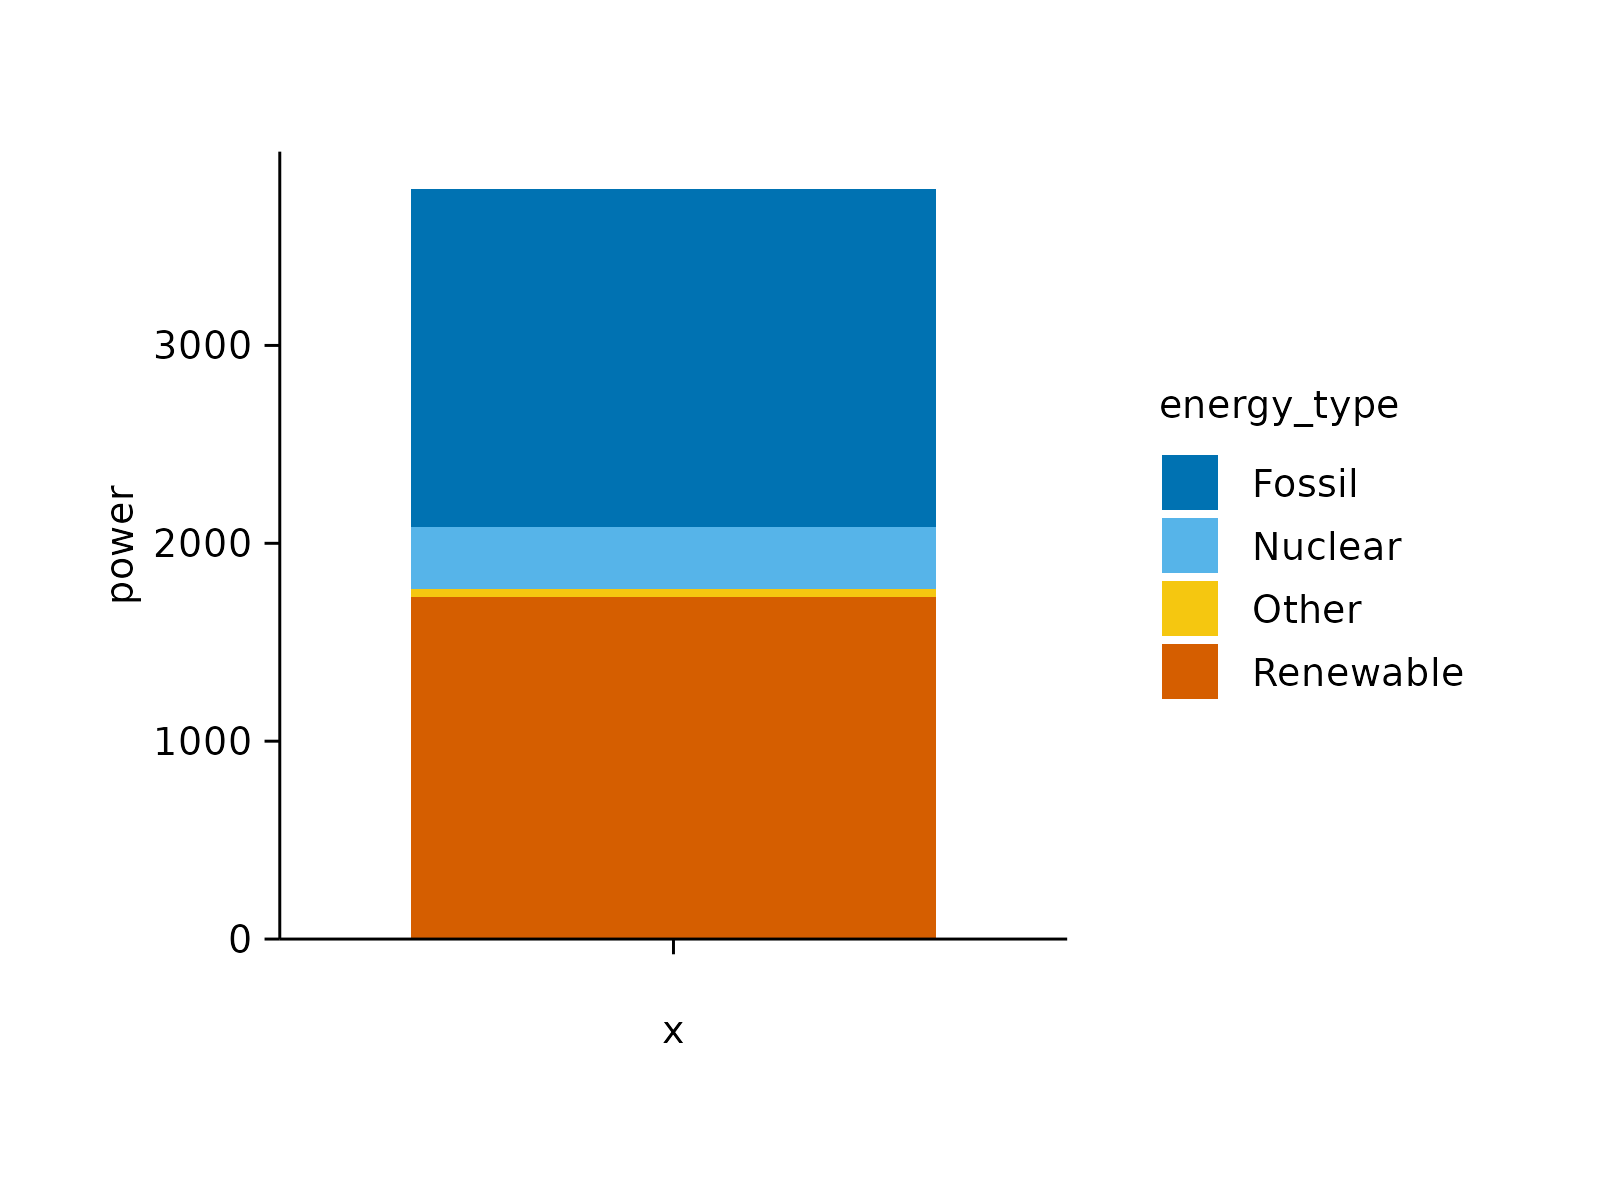 3000
2000
1000
0
power
x
energy_type
Fossil
Nuclear
Other
Renewable